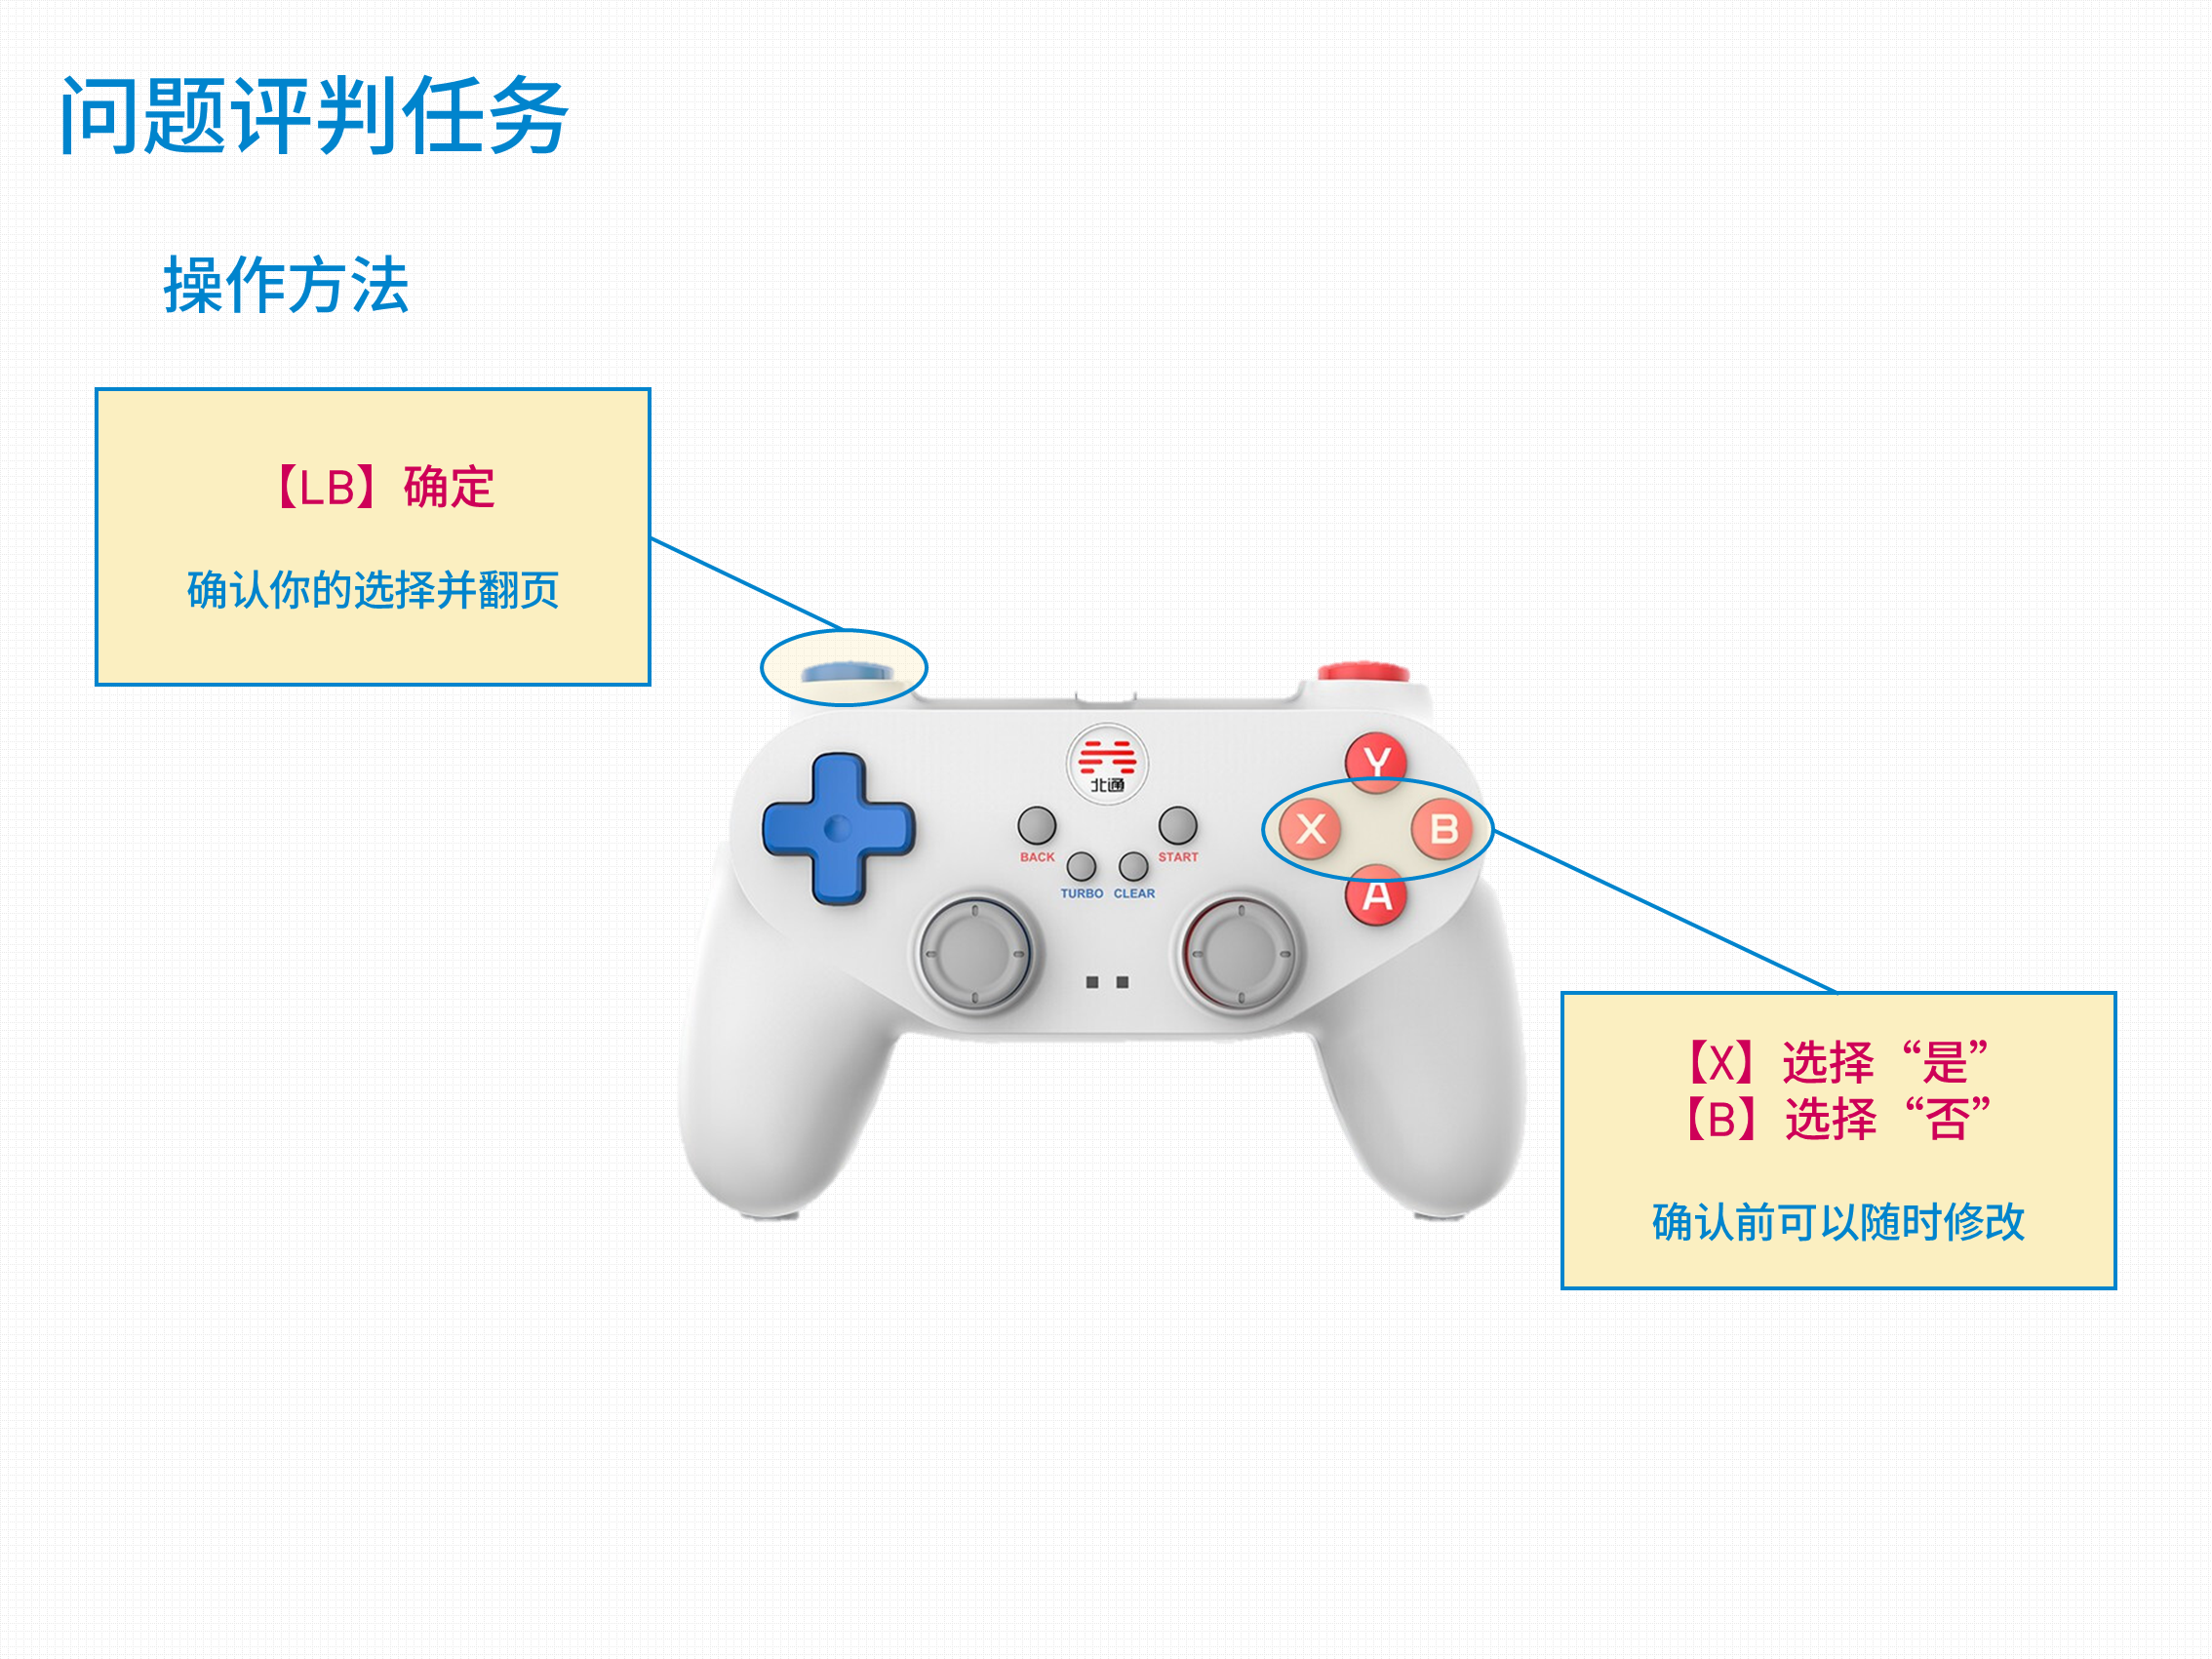 问题评判任务
操作方法
【LB】确定
确认你的选择并翻页
北通
Y
X
B
A
BACK
START
TURBO
CLEAR
【X】选择“是”
【B】选择“否”
确认前可以随时修改